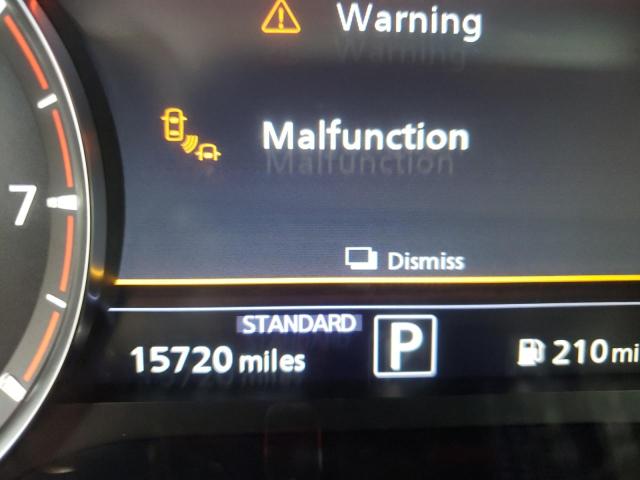 Warning
Malfunction
Dismiss
7
STANDARD
15720 miles
P
210 mi